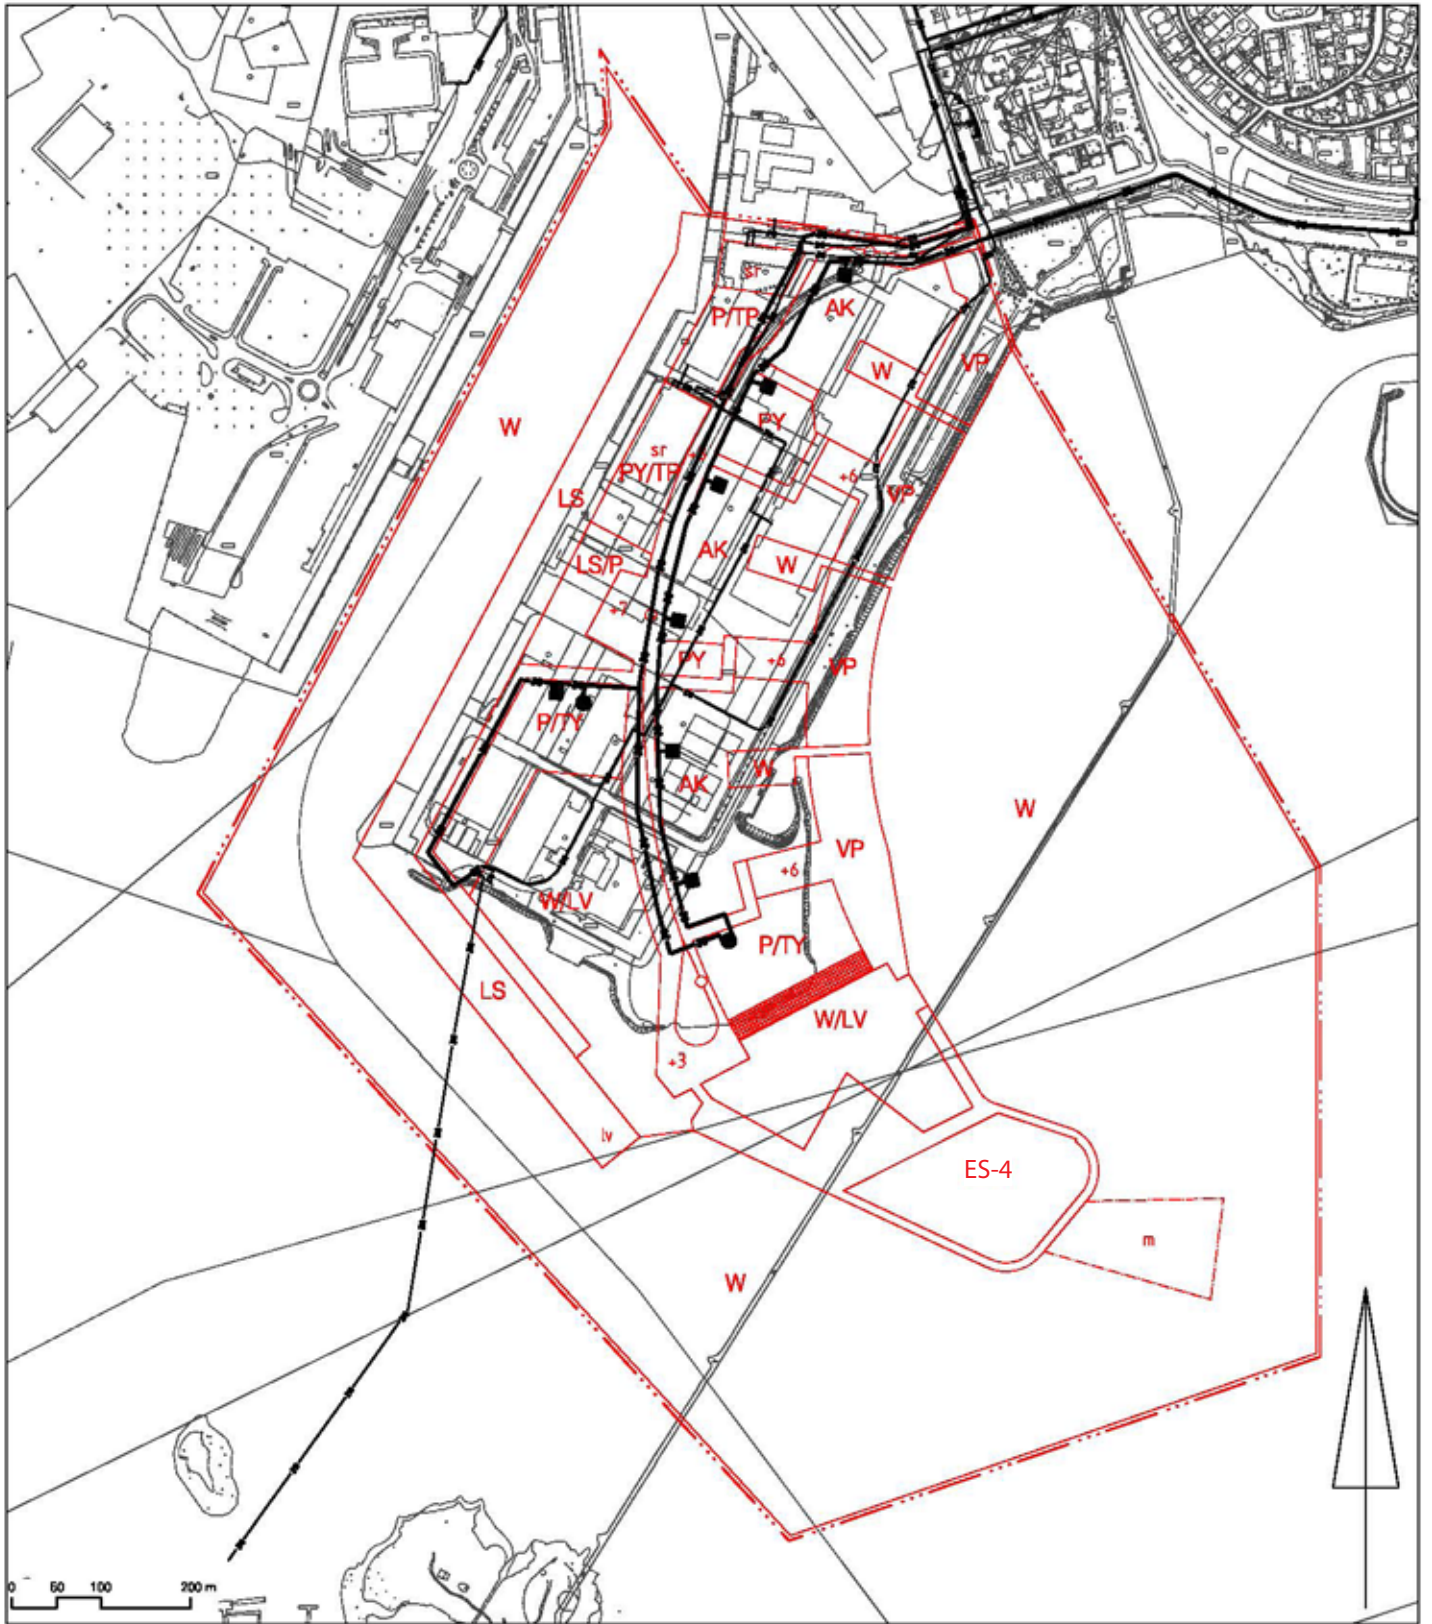 sr
P/TP
AK
W
VP
W
PY
sr
PY/TP
+6
VP
LS
AK
W
LS/P
+7
PY
+6
VP
P/TY
W
AK
W
VP
+6
W/LV
P/TY
LS
W/LV
+3
lv
ES-4
m
W
0 50 100 200 m